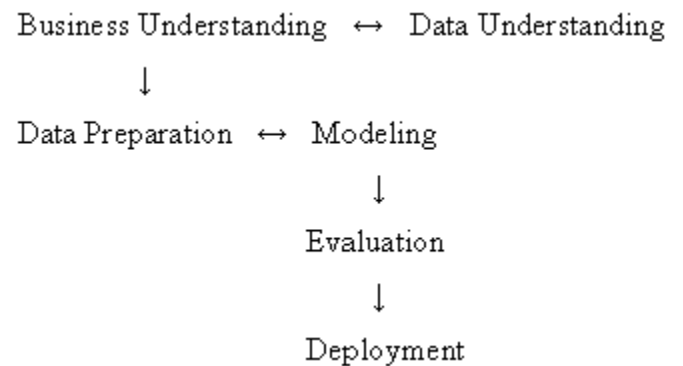 Business Understanding ↔ Data Understanding
↓
Data Preparation ↔ Modeling
↓
Evaluation
↓
Deployment